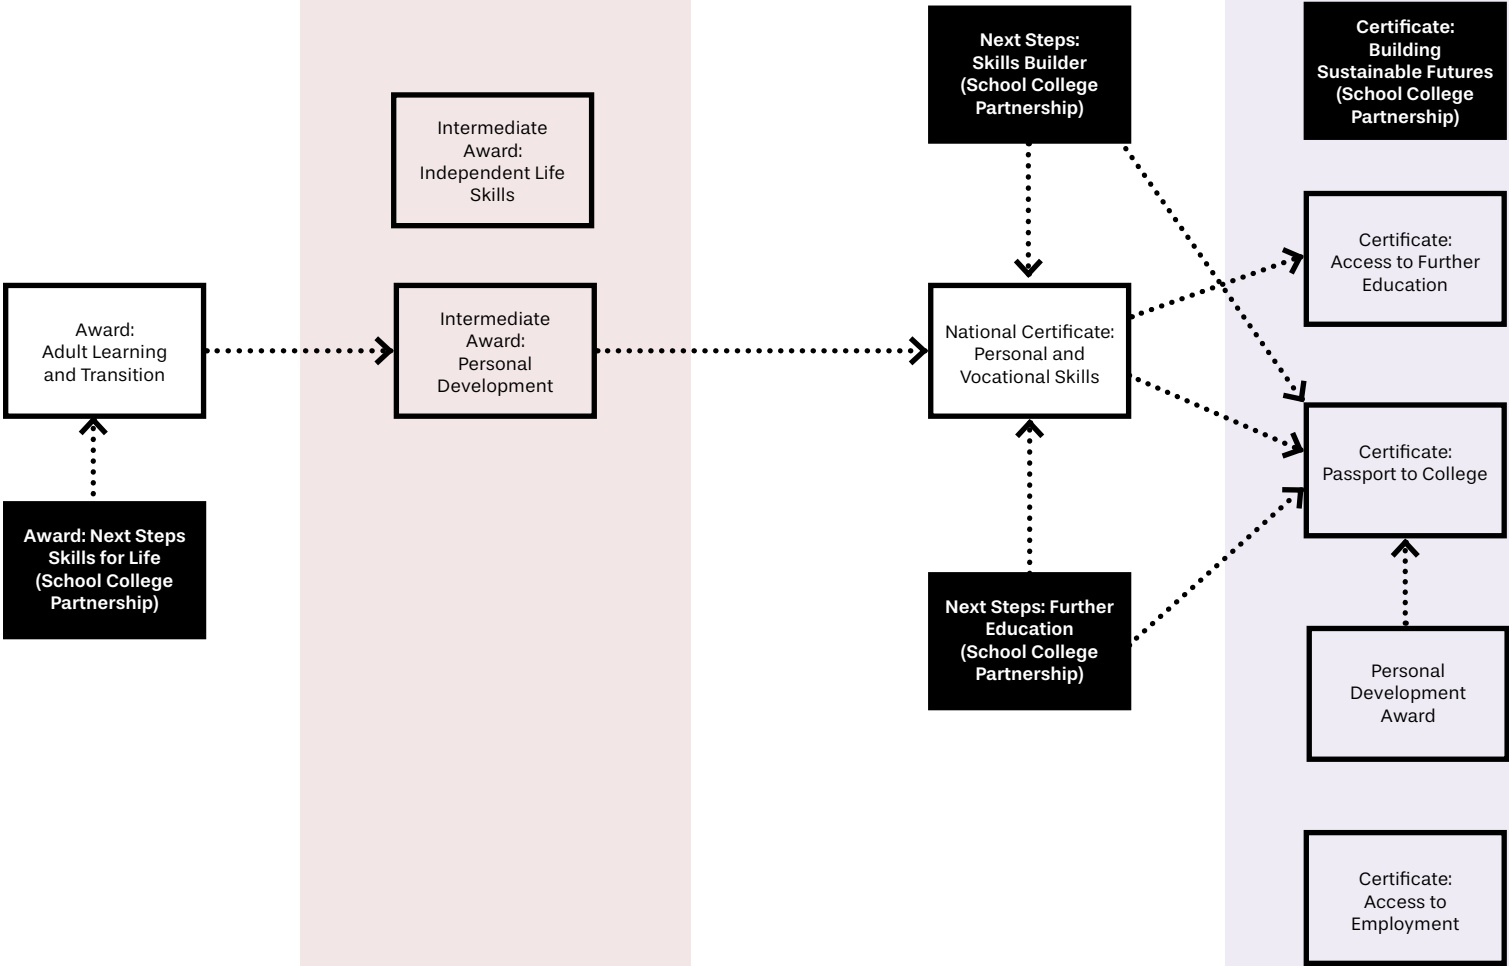 Next Steps:
Skills Builder
(School College
Partnership)
Certificate:
Building
Sustainable Futures
(School College
Partnership)
Intermediate
Award:
Independent Life
Skills
Certificate:
Access to Further
Education
Award:
Adult Learning
and Transition
Intermediate
Award:
Personal
Development
National Certificate:
Personal and
Vocational Skills
Certificate:
Passport to College
Award: Next Steps
Skills for Life
(School College
Partnership)
Next Steps: Further
Education
(School College
Partnership)
Personal
Development
Award
Certificate:
Access to
Employment